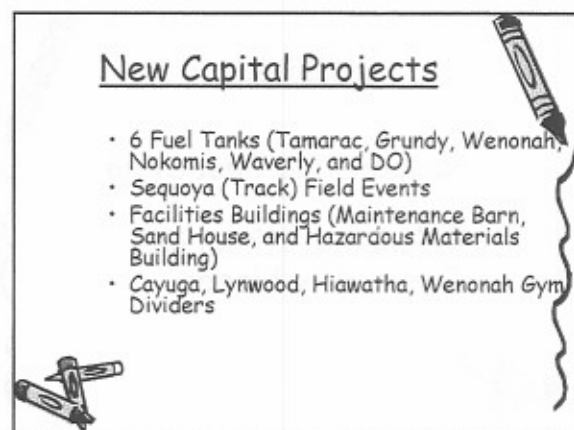 New Capital Projects
• 6 Fuel Tanks (Tamarac, Grundy, Wenonah,
Nokomis, Waverly, and DO)
• Sequoya (Track) Field Events
• Facilities Buildings (Maintenance Barn,
Sand House, and Hazardous Materials
Building)
• Cayuga, Lynwood, Hiawatha, Wenonah Gym
Dividers